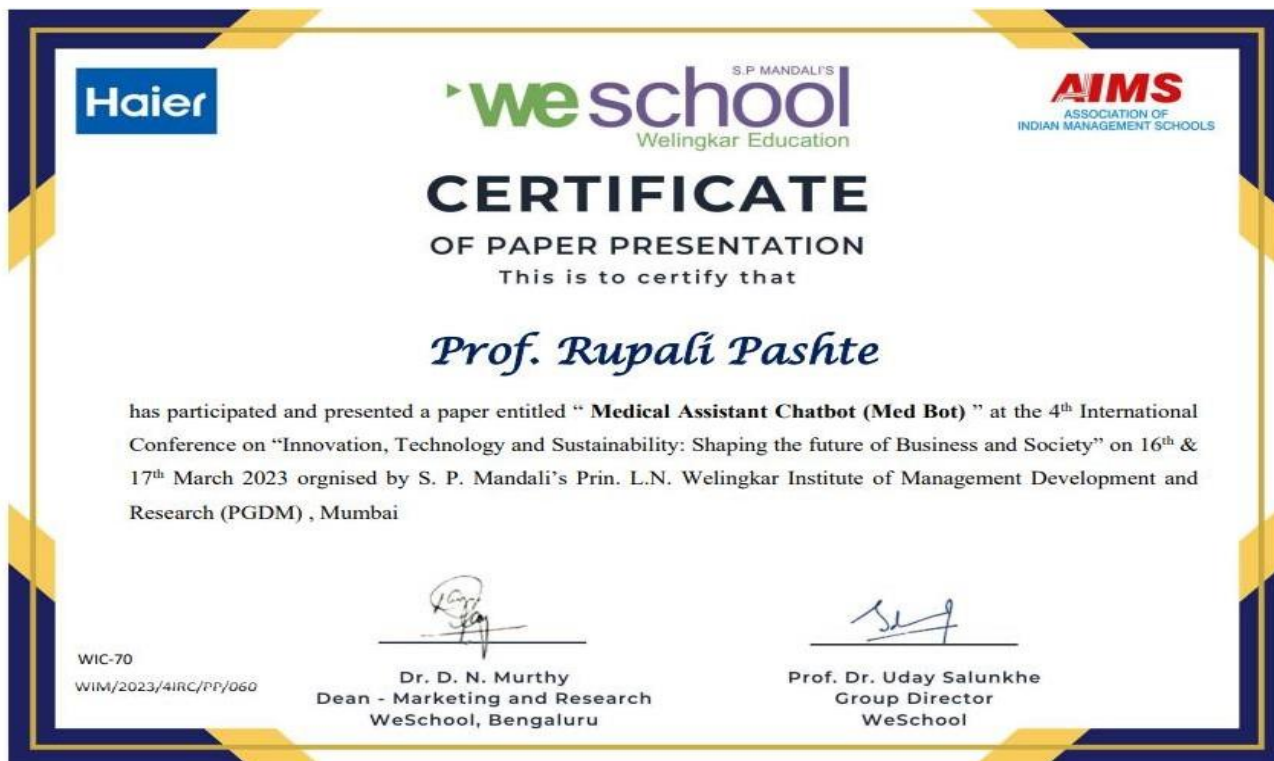 Haier
S.P MANDALI'S
we school
Welingkar Education
AIMS
ASSOCIATION OF
INDIAN MANAGEMENT SCHOOLS
CERTIFICATE
OF PAPER PRESENTATION
This is to certify that
Prof. Rupali Pashte
has participated and presented a paper entitled “ Medical Assistant Chatbot (Med Bot) ” at the 4th International
Conference on “Innovation, Technology and Sustainability: Shaping the future of Business and Society” on 16th &
17th March 2023 orgnised by S. P. Mandali’s Prin. L.N. Welingkar Institute of Management Development and
Research (PGDM) , Mumbai
WIC-70
WIM/2023/4IRC/PP/060
Dr. D. N. Murthy
Dean - Marketing and Research
WeSchool, Bengaluru
Prof. Dr. Uday Salunkhe
Group Director
WeSchool